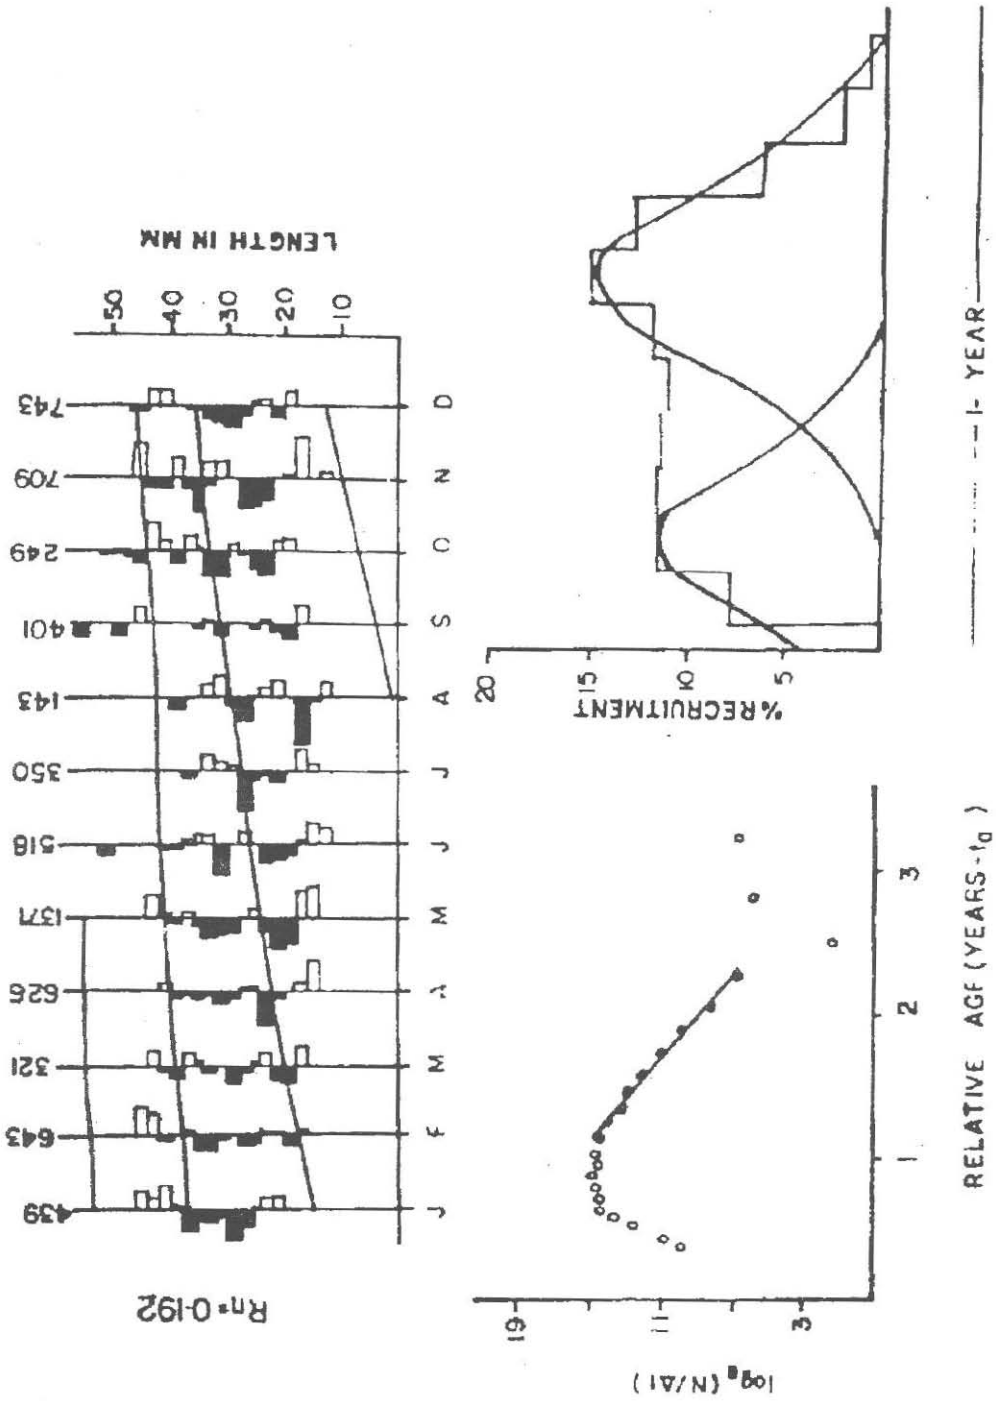 Rn=0·192
LENGTH IN MM
50
40
30
20
10
439
643
321
626
1371
518
350
143
401
249
709
743
J
F
M
A
M
J
J
A
S
O
N
D
logₑ (N/Δt)
19
11
3
1
2
3
RELATIVE AGE (YEARS-t₀)
% RECRUITMENT
20
15
10
5
1- YEAR